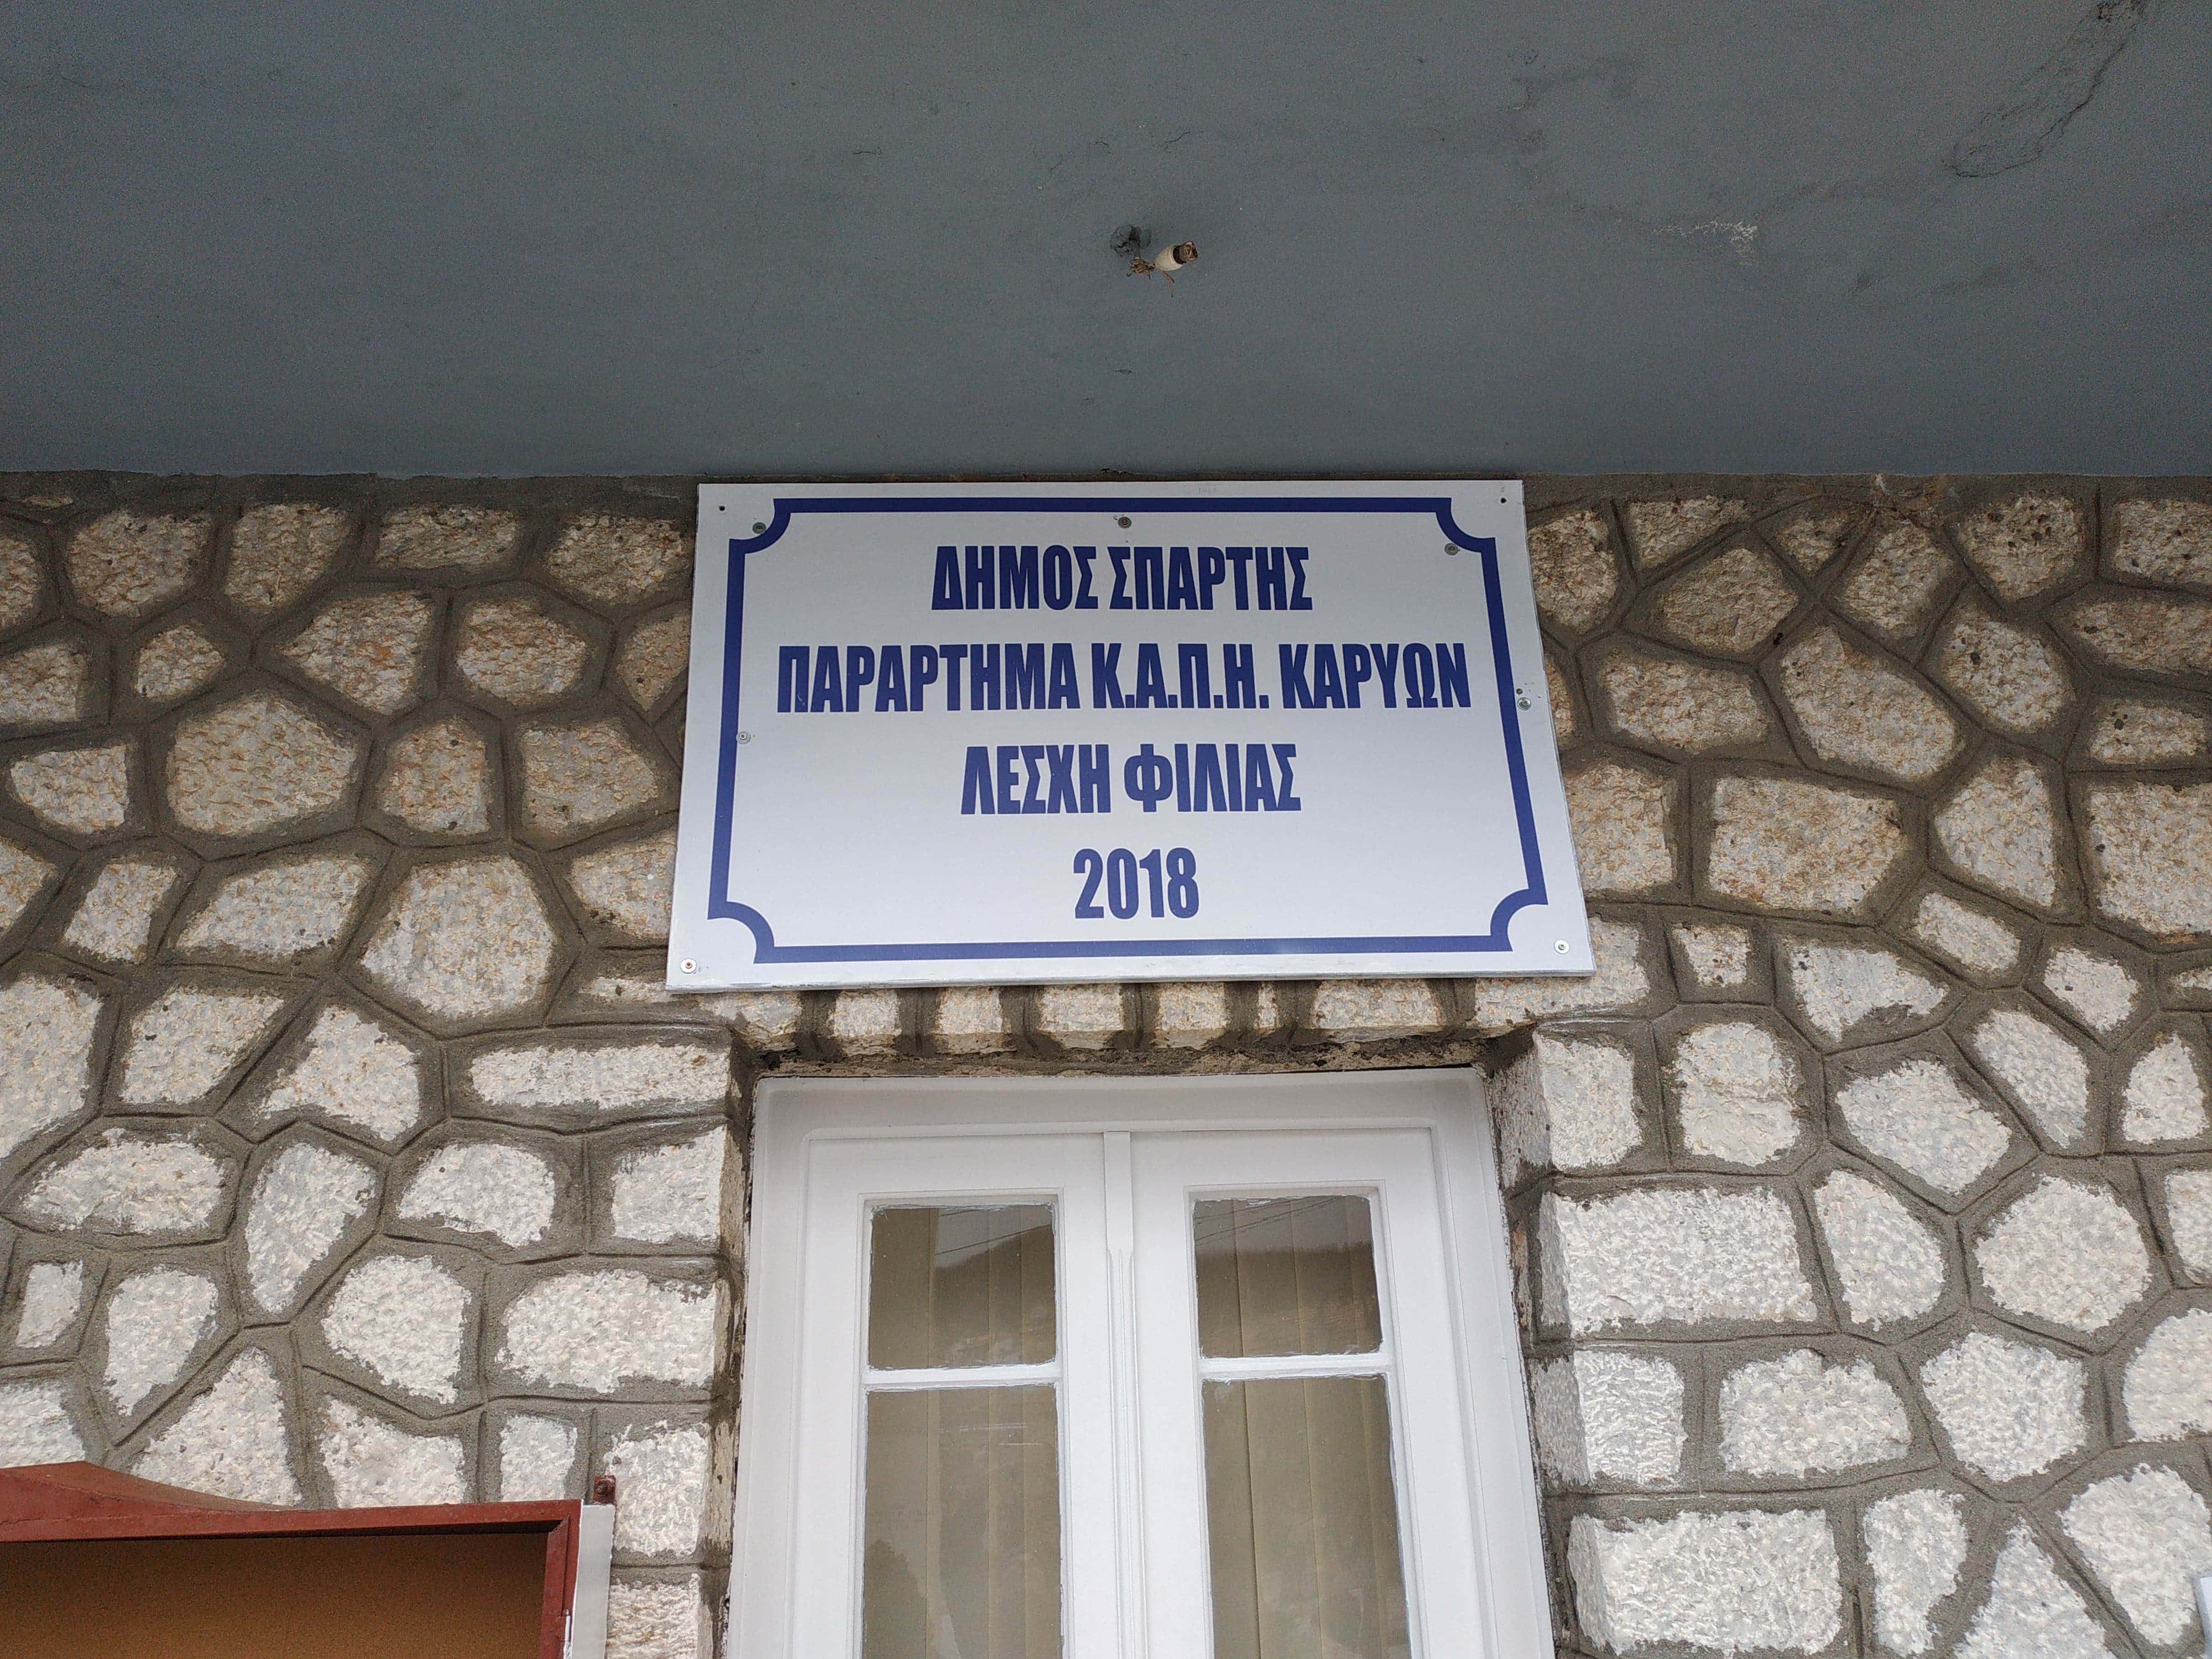 ΔΗΜΟΣ ΣΠΑΡΤΗΣ
ΠΑΡΑΡΤΗΜΑ Κ.Α.Π.Η. ΚΑΡΥΩΝ
ΛΕΣΧΗ ΦΙΛΙΑΣ
2018